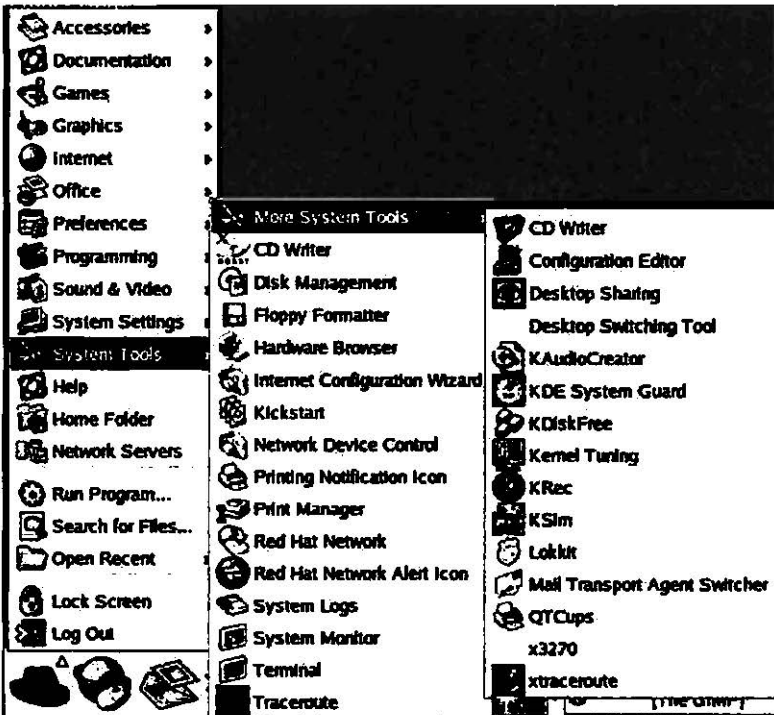 Accessories
Documentation
Games
Graphics
Internet
Office
Preferences
Programming
Sound & Video
System Settings
System Tools
Help
Home Folder
Network Servers
Run Program...
Search for Files...
Open Recent
Lock Screen
Log Out
More System Tools
CD Writer
Disk Management
Floppy Formatter
Hardware Browser
Internet Configuration Wizard
Kickstart
Network Device Control
Printing Notification Icon
Print Manager
Red Hat Network
Red Hat Network Alert Icon
System Logs
System Monitor
Terminal
Traceroute
CD Writer
Configuration Editor
Desktop Sharing
Desktop Switching Tool
KAudioCreator
KDE System Guard
KDiskFree
Kernel Tuning
KRec
KSim
Lokkit
Mail Transport Agent Switcher
QTCups
x3270
xtraceroute
[The GIMP]